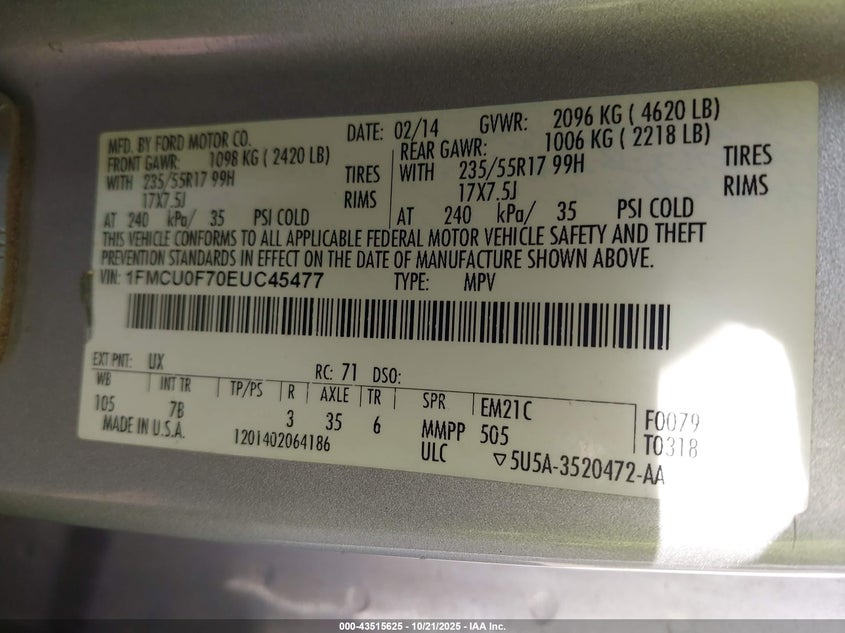 MFD. BY FORD MOTOR CO.
DATE: 02/14 GVWR: 2096 KG ( 4620 LB)
FRONT GAWR: 1098 KG ( 2420 LB)
REAR GAWR: 1006 KG ( 2218 LB)
WITH 235/55R17 99H TIRES
WITH 235/55R17 99H TIRES
17X7.5J RIMS
17X7.5J RIMS
AT 240 kPa/ 35 PSI COLD
AT 240 kPa/ 35 PSI COLD
THIS VEHICLE CONFORMS TO ALL APPLICABLE FEDERAL MOTOR VEHICLE SAFETY AND THEFT
PREVENTION STANDARDS IN EFFECT ON THE DATE OF MANUFACTURE SHOWN ABOVE.
VIN: 1FMCU0F70EUC45477 TYPE: MPV
EXT PNT: UX RC: 71 DSO:
WB INT TR TP/PS R AXLE TR SPR EM21C
105 7B 3 35 6 MMPP 505 F0079
MADE IN U.S.A. 1201402064186 ULC T0318
▽5U5A-3520472-AA
000-43515625 | 10/21/2025 | IAA Inc.